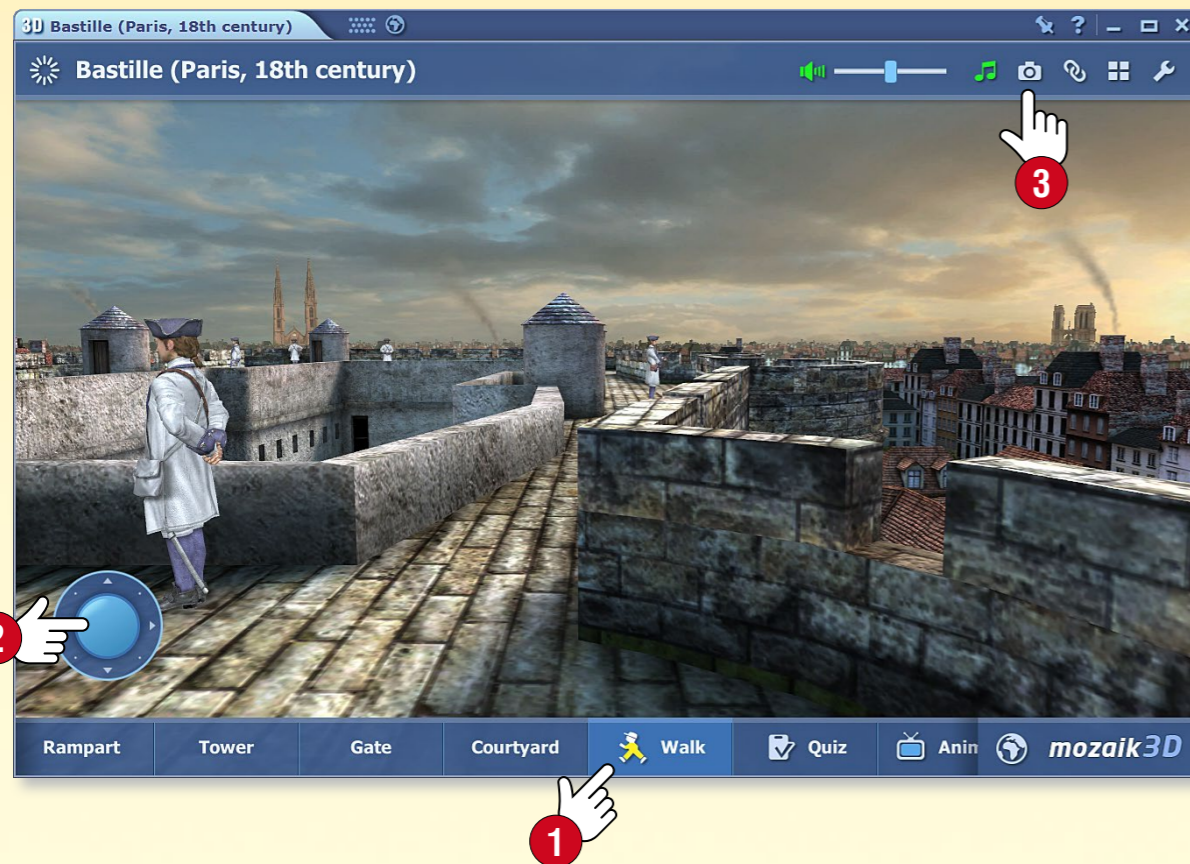 3D Bastille (Paris, 18th century)
Bastille (Paris, 18th century)
3
2
Rampart Tower Gate Courtyard Walk Quiz Anim mozaik3D
1